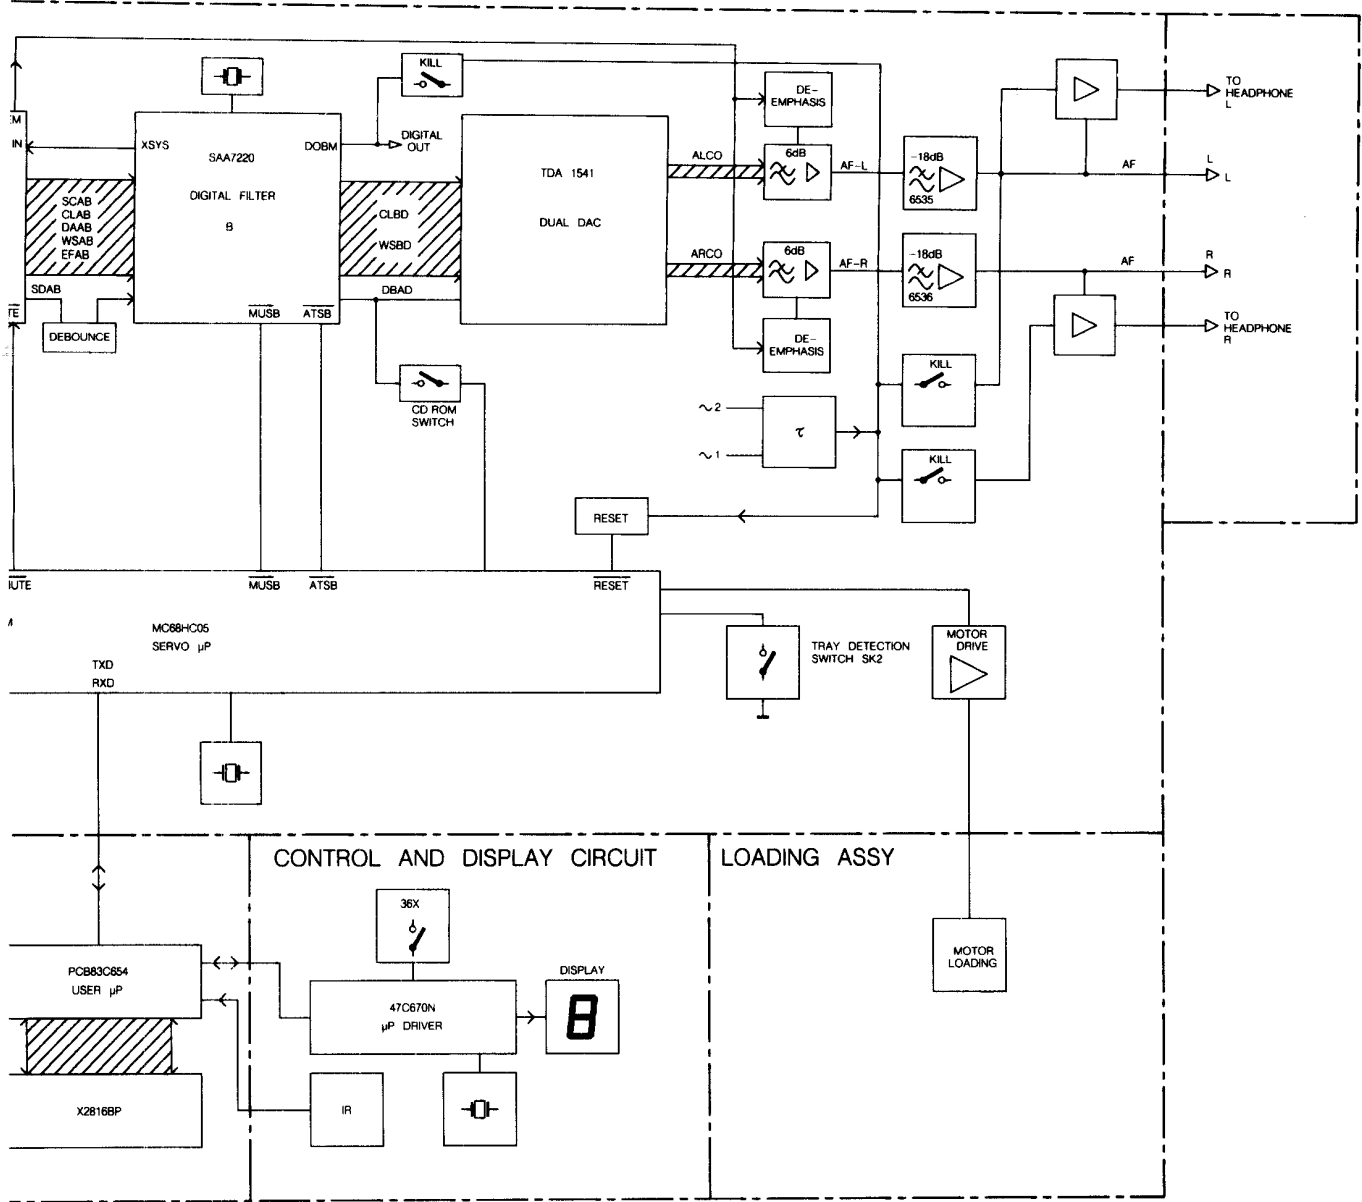 KILL
DE-
EMPHASIS
TO
HEADPHONE
L
EM
IN
XSYS
SAA7220
DOBM
DIGITAL
OUT
DIGITAL FILTER
B
SCAB
CLAB
DAAB
WSAB
EFAB
CLBD
WSBD
TDA 1541
DUAL DAC
ALCO
6dB
AF-L
-18dB
6535
AF
L
L
ARCO
6dB
AF-R
-18dB
6536
AF
R
R
SDAB
TE
DEBOUNCE
MUSB
ATSB
DBAD
DE-
EMPHASIS
TO
HEADPHONE
R
CD ROM
SWITCH
~2
~1
τ
KILL
KILL
RESET
MUSB
ATSB
RESET
MC68HC05
SERVO µP
TXD
RXD
TRAY DETECTION
SWITCH SK2
MOTOR
DRIVE
CONTROL AND DISPLAY CIRCUIT
LOADING ASSY
36X
PCB83C654
USER µP
47C670N
µP DRIVER
DISPLAY
8
MOTOR
LOADING
X2816BP
IR